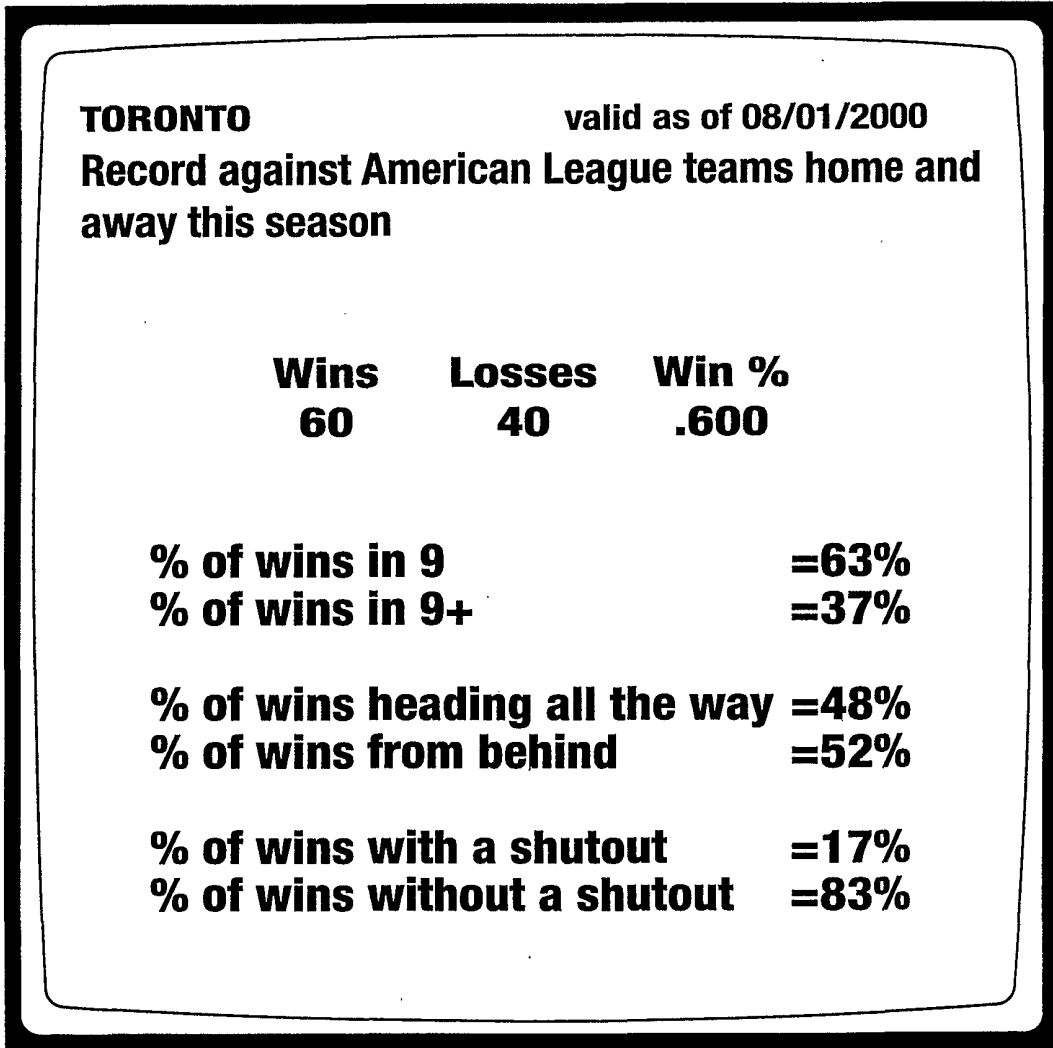 TORONTO valid as of 08/01/2000
Record against American League teams home and
away this season
Wins Losses Win %
60 40 .600
% of wins in 9 =63%
% of wins in 9+ =37%
% of wins heading all the way =48%
% of wins from behind =52%
% of wins with a shutout =17%
% of wins without a shutout =83%